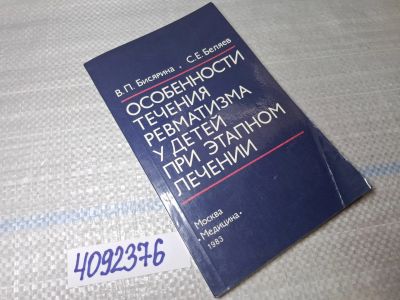 В. П. Бисярина . С. Е. Беляев
ОСОБЕННОСТИ
ТЕЧЕНИЯ
РЕВМАТИЗМА
У ДЕТЕЙ
ПРИ ЭТАПНОМ
ЛЕЧЕНИИ
Москва
•Медицина•
1983
4092376